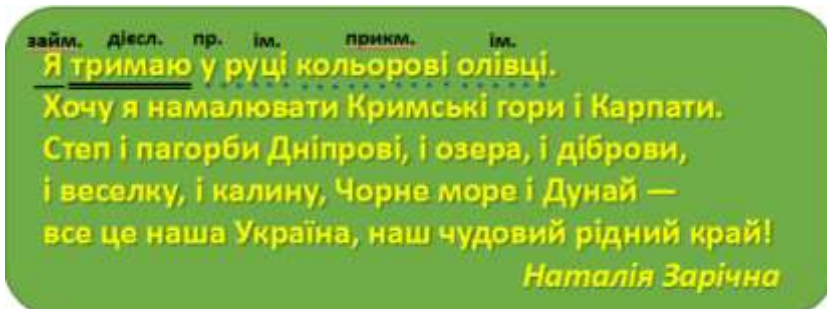 займ. дієсл. пр. ім. прикм. ім.
Я тримаю у руці кольорові олівці.
Хочу я намалювати Кримські гори і Карпати.
Степ і пагорби Дніпрові, і озера, і діброви,
і веселку, і калину, Чорне море і Дунай —
все це наша Україна, наш чудовий рідний край!
Наталія Зарічна